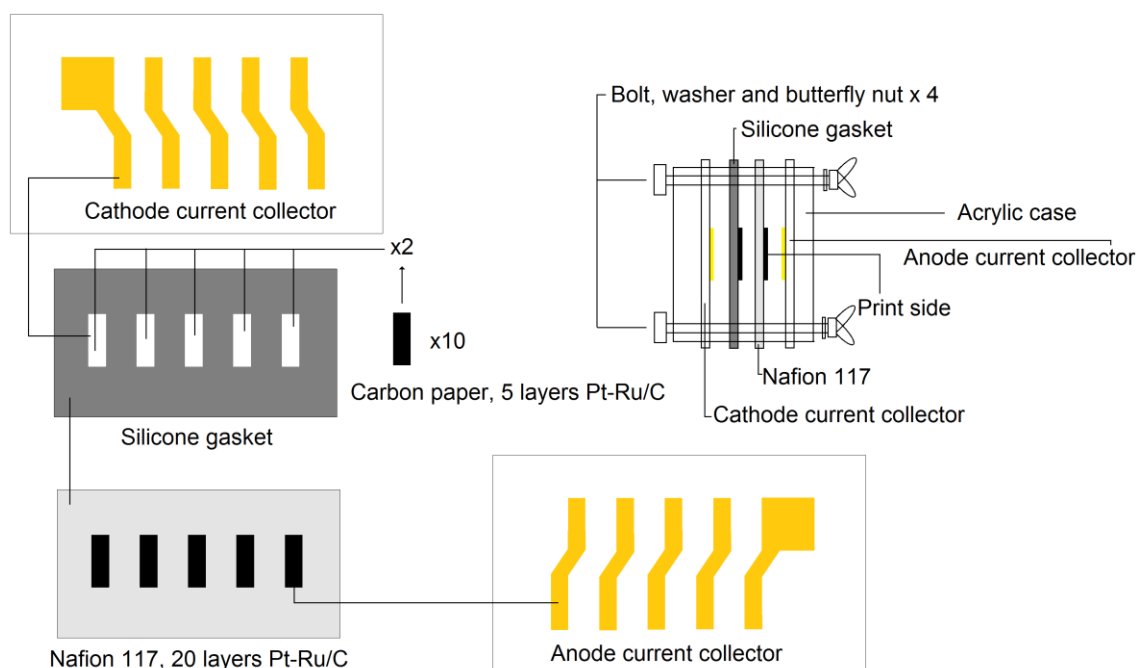 Cathode current collector
x2
x10
Carbon paper, 5 layers Pt-Ru/C
Silicone gasket
Nafion 117, 20 layers Pt-Ru/C
Anode current collector
Bolt, washer and butterfly nut x 4
Silicone gasket
Acrylic case
Anode current collector
Print side
Nafion 117
Cathode current collector